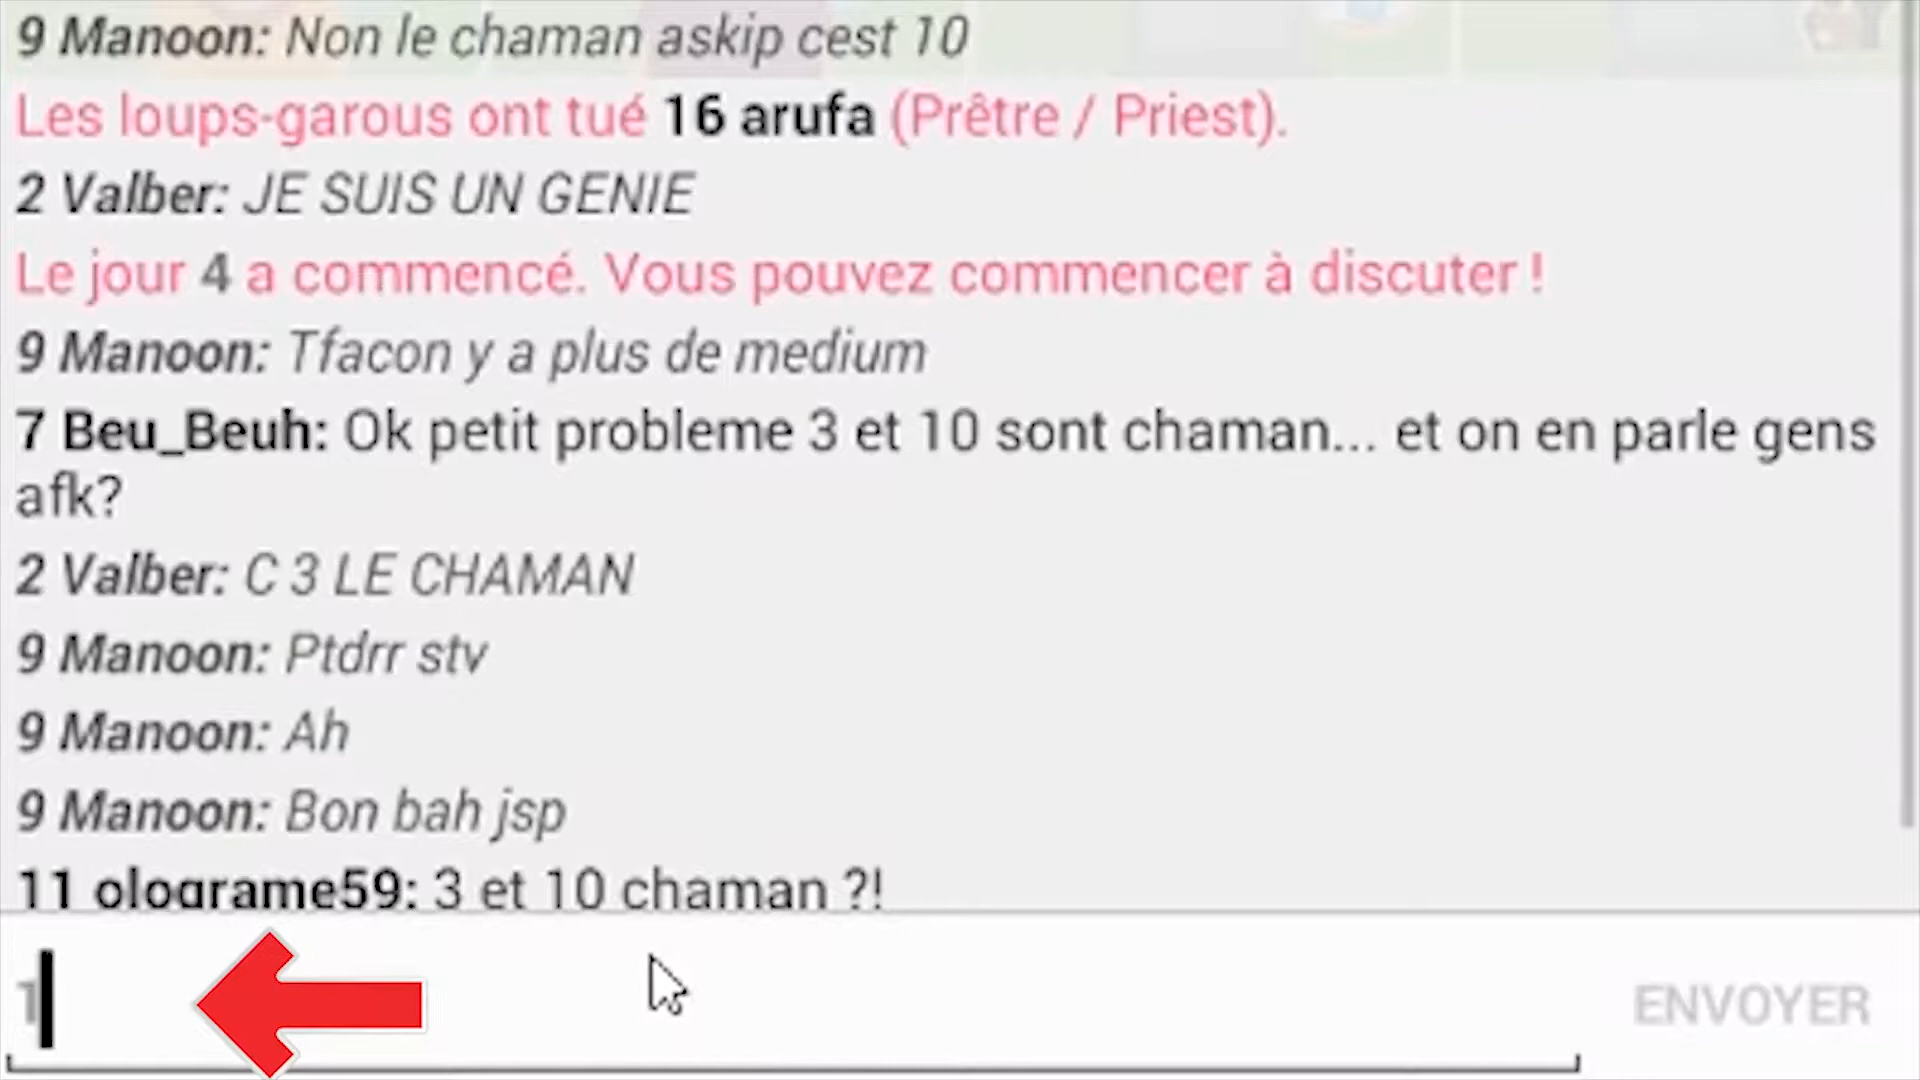 9 Manoon: Non le chaman askip cest 10
Les loups-garous ont tué 16 arufa (Prêtre / Priest).
2 Valber: JE SUIS UN GENIE
Le jour 4 a commencé. Vous pouvez commencer à discuter !
9 Manoon: Tfacon y a plus de medium
7 Beu_Beuh: Ok petit probleme 3 et 10 sont chaman... et on en parle gens
afk?
2 Valber: C 3 LE CHAMAN
9 Manoon: Ptdrr stv
9 Manoon: Ah
9 Manoon: Bon bah jsp
11 olograme59: 3 et 10 chaman ?!
ENVOYER